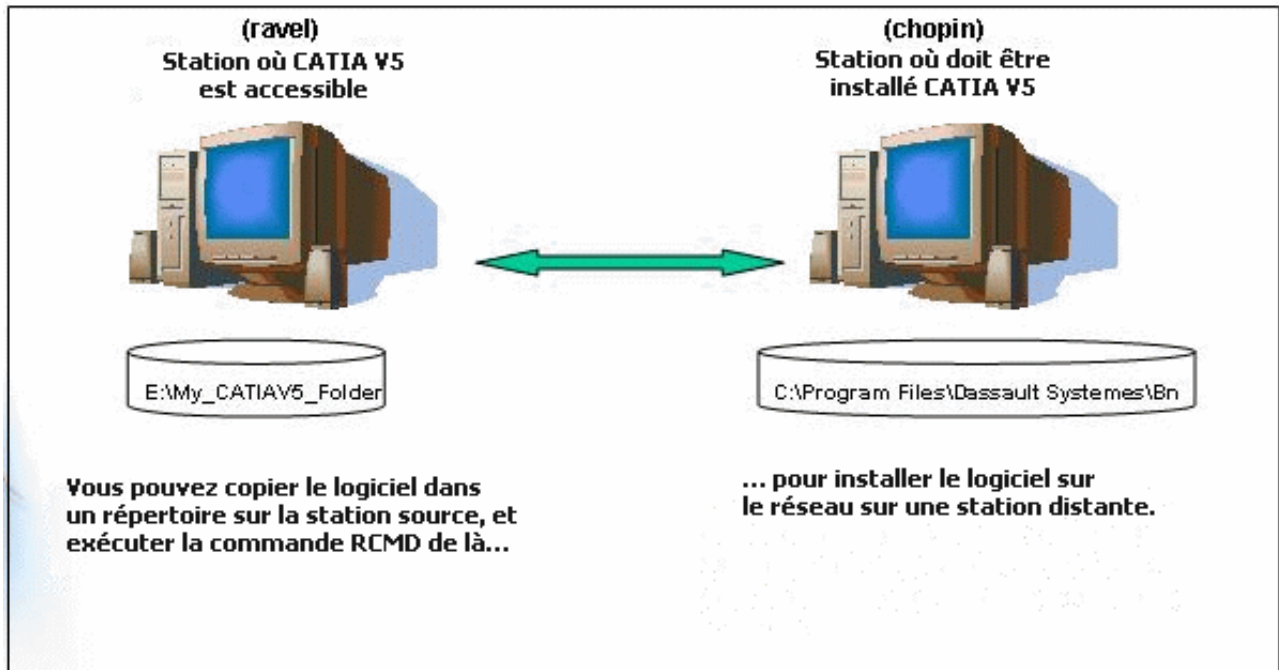 (ravel)
Station où CATIA V5
est accessible
(chopin)
Station où doit être
installé CATIA V5
E:\My_CATIAV5_Folder
C:\Program Files\Dassault Systemes\Bn
Vous pouvez copier le logiciel dans
un répertoire sur la station source, et
exécuter la commande RCMD de là...
... pour installer le logiciel sur
le réseau sur une station distante.